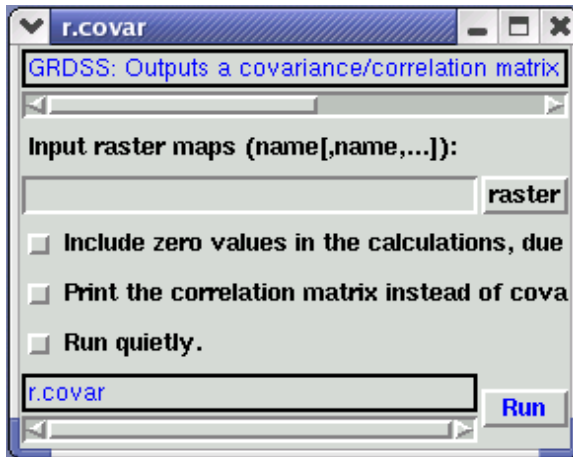 r.covar
GRDSS: Outputs a covariance/correlation matrix
Input raster maps (name[,name,...]):
raster
Include zero values in the calculations, due
Print the correlation matrix instead of cova
Run quietly.
r.covar
Run